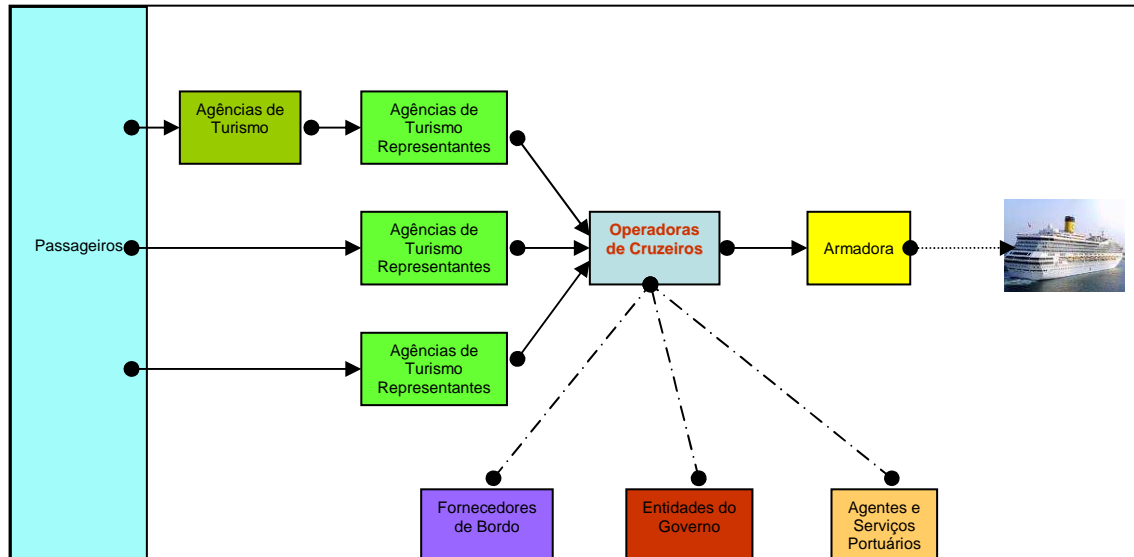 Agências de
Turismo
Agências de
Turismo
Representantes
Passageiros
Agências de
Turismo
Representantes
Operadoras
de Cruzeiros
Armadora
Agências de
Turismo
Representantes
Fornecedores
de Bordo
Entidades do
Governo
Agentes e
Serviços
Portuários